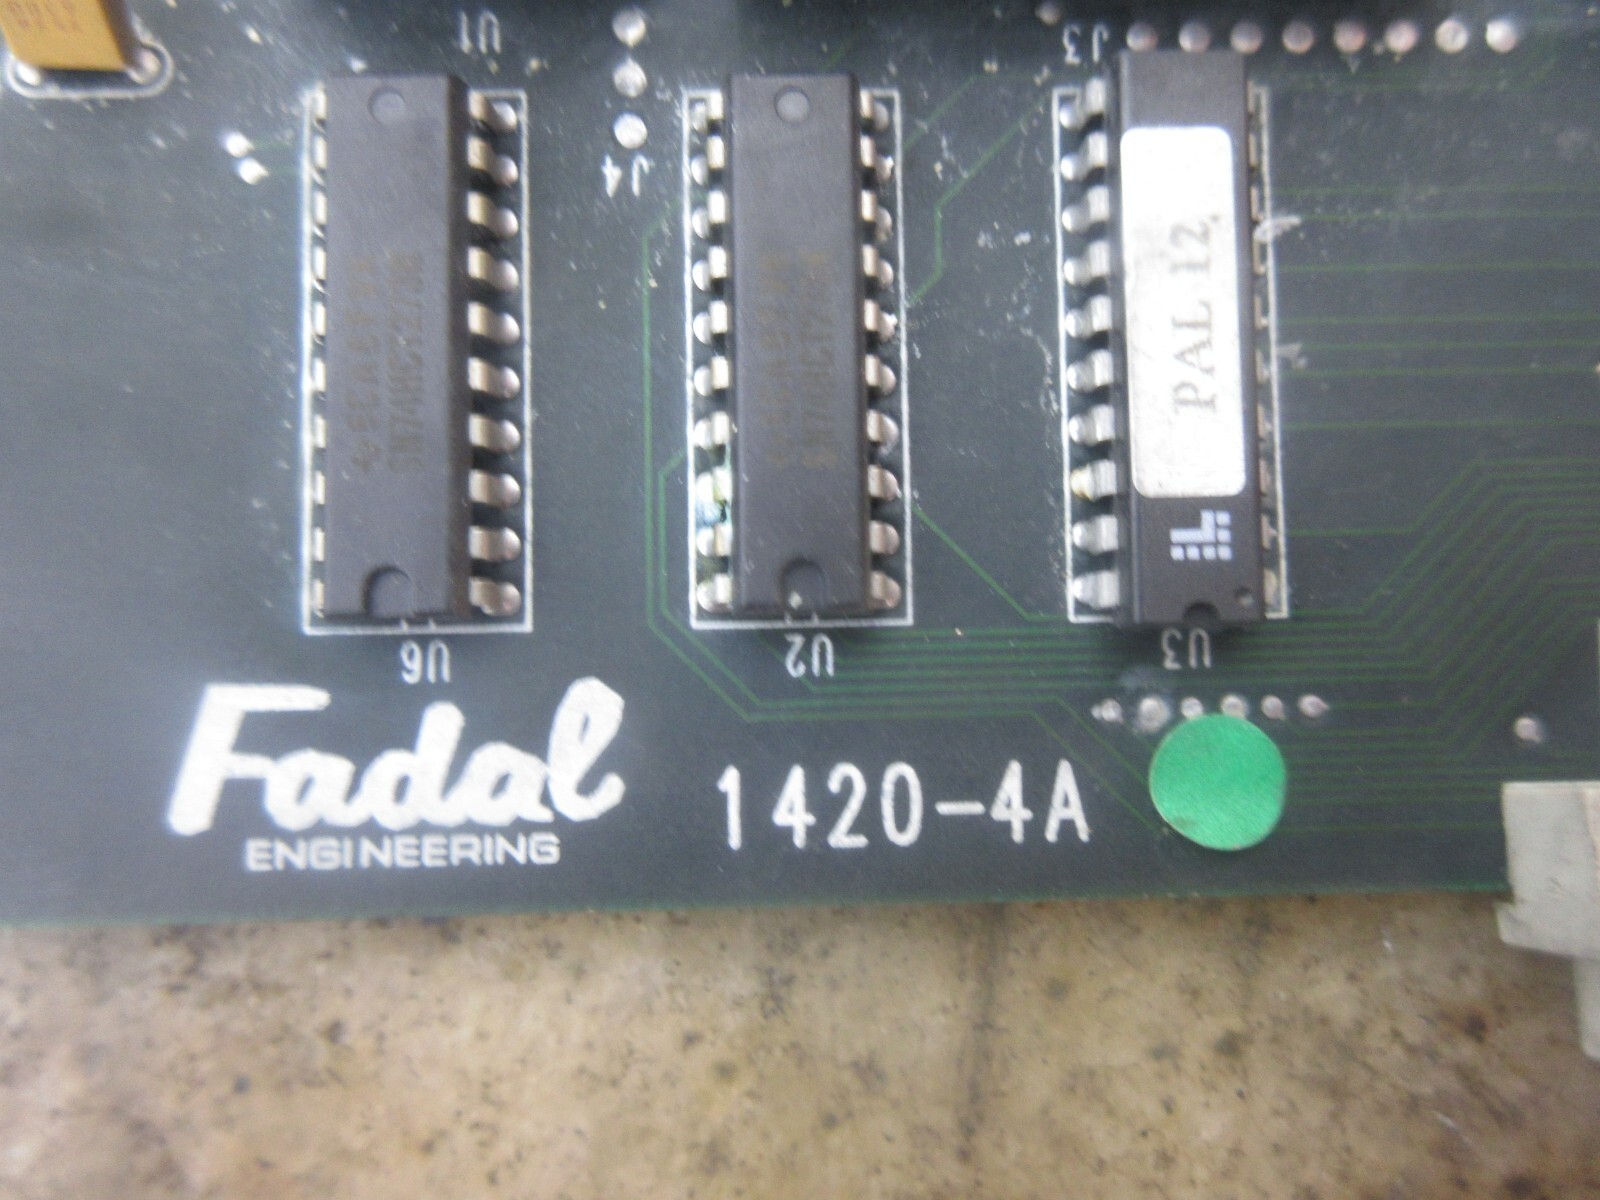 U1
J3
J4
PAL 12
U6
U2
U3
Fadal
ENGINEERING
1420-4A